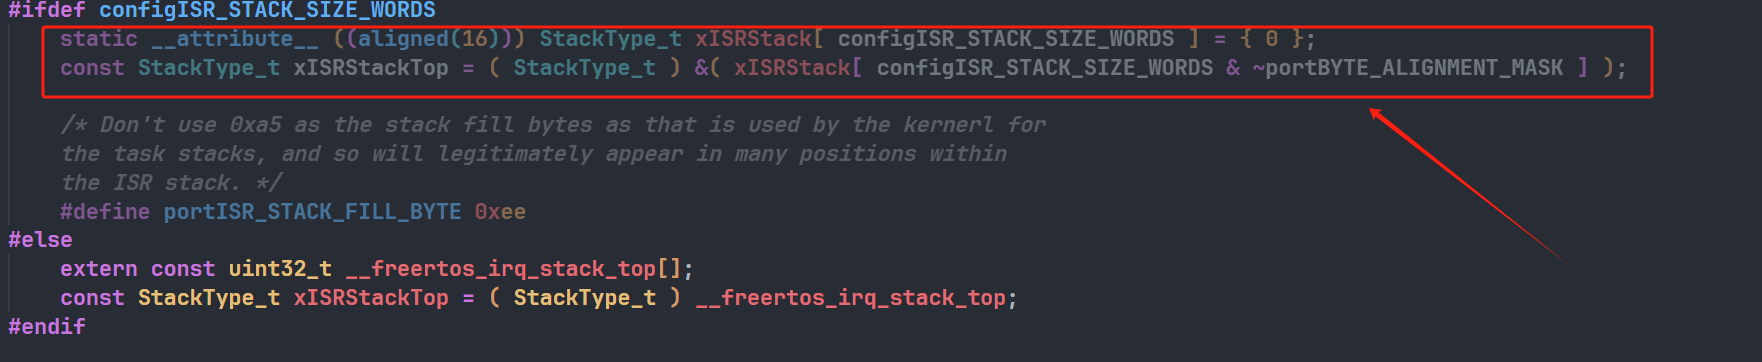 #ifdef configISR_STACK_SIZE_WORDS
static __attribute__ ((aligned(16))) StackType_t xISRStack[ configISR_STACK_SIZE_WORDS ] = { 0 };
const StackType_t xISRStackTop = ( StackType_t ) &( xISRStack[ configISR_STACK_SIZE_WORDS & ~portBYTE_ALIGNMENT_MASK ] );
/* Don't use 0xa5 as the stack fill bytes as that is used by the kernerl for
the task stacks, and so will legitimately appear in many positions within
the ISR stack. */
#define portISR_STACK_FILL_BYTE 0xee
#else
extern const uint32_t __freertos_irq_stack_top[];
const StackType_t xISRStackTop = ( StackType_t ) __freertos_irq_stack_top;
#endif